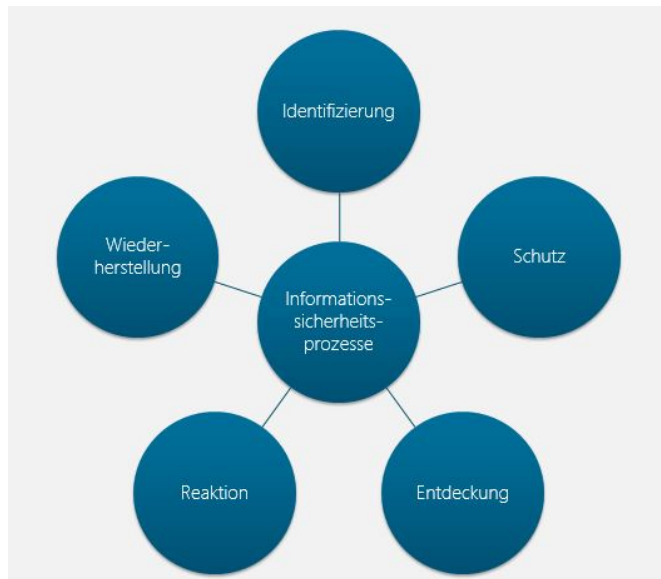 Identifizierung
Wieder-
herstellung
Schutz
Informations-
sicherheits-
prozesse
Reaktion
Entdeckung